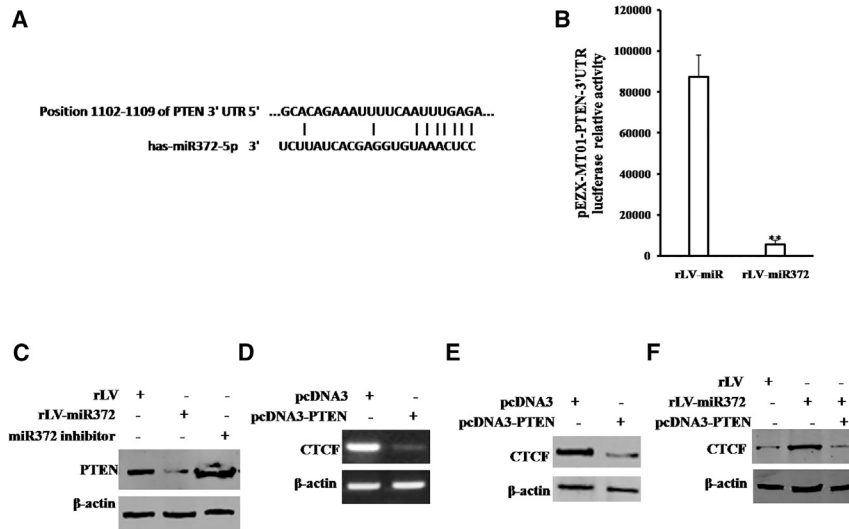 A
Position 1102-1109 of PTEN 3' UTR 5' ...GCACAGAAAUUUUCAAUUUGAGA...
has-miR372-5p 3' UCUUAUCACGAGGUGUAAACUCC
B
pEZX-MT01-PTEN-3'UTR
luciferase relative activity
120000
100000
80000
60000
40000
20000
0
**
rLV-miR rLV-miR372
C
rLV + - -
rLV-miR372 - + -
miR372 inhibitor - - +
PTEN
β-actin
D
pcDNA3 + -
pcDNA3-PTEN - +
CTCF
β-actin
E
pcDNA3 + -
pcDNA3-PTEN - +
CTCF
β-actin
F
rLV + - -
rLV-miR372 - + +
pcDNA3-PTEN - - +
CTCF
β-actin